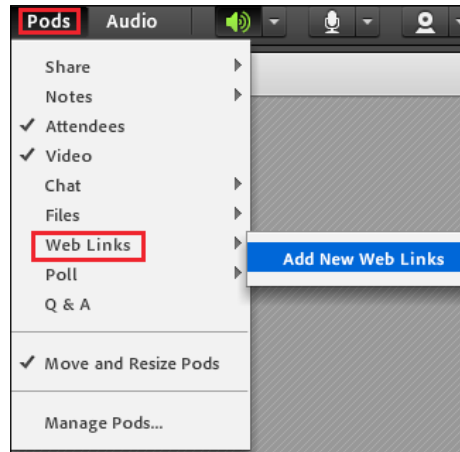 Pods Audio
Share
Notes
Attendees
Video
Chat
Files
Web Links
Add New Web Links
Poll
Q & A
Move and Resize Pods
Manage Pods...